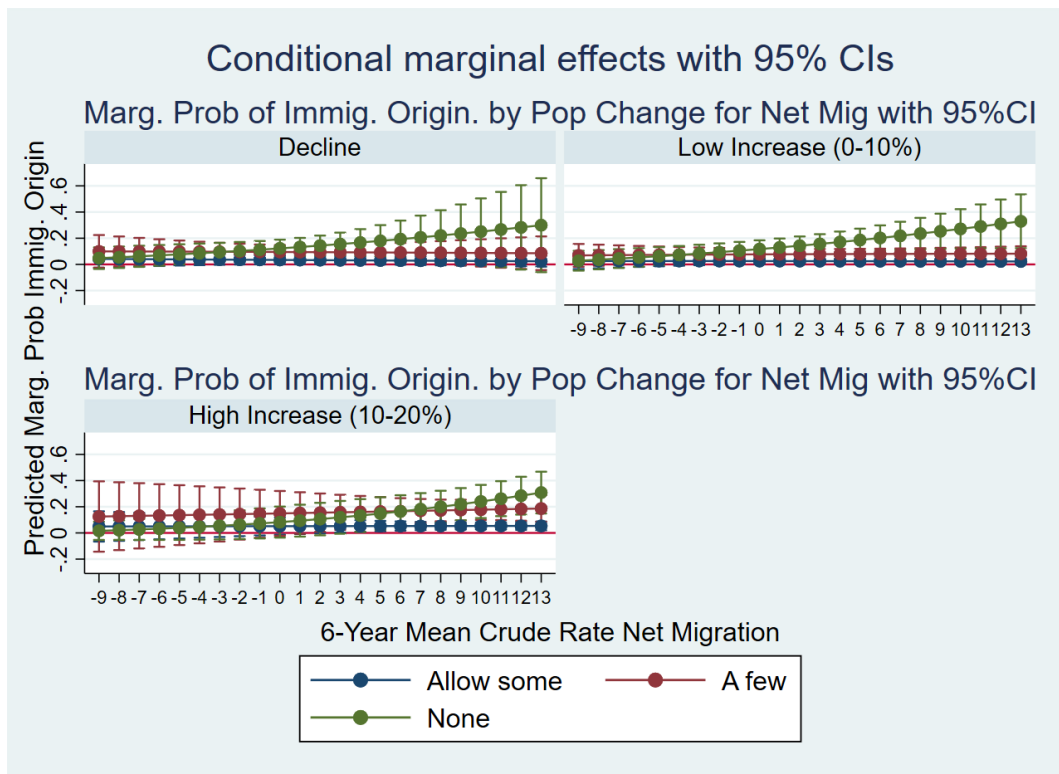 Conditional marginal effects with 95% CIs
Marg. Prob of Immig. Origin. by Pop Change for Net Mig with 95%CI
Decline
Low Increase (0-10%)
Predicted Marg. Prob Immig. Origin
-.2 0 .2 .4 .6
-9 -8 -7 -6 -5 -4 -3 -2 -1 0 1 2 3 4 5 6 7 8 9 10 11 12 13
Marg. Prob of Immig. Origin. by Pop Change for Net Mig with 95%CI
High Increase (10-20%)
-.2 0 .2 .4 .6
-9 -8 -7 -6 -5 -4 -3 -2 -1 0 1 2 3 4 5 6 7 8 9 10 11 12 13
6-Year Mean Crude Rate Net Migration
Allow some
A few
None